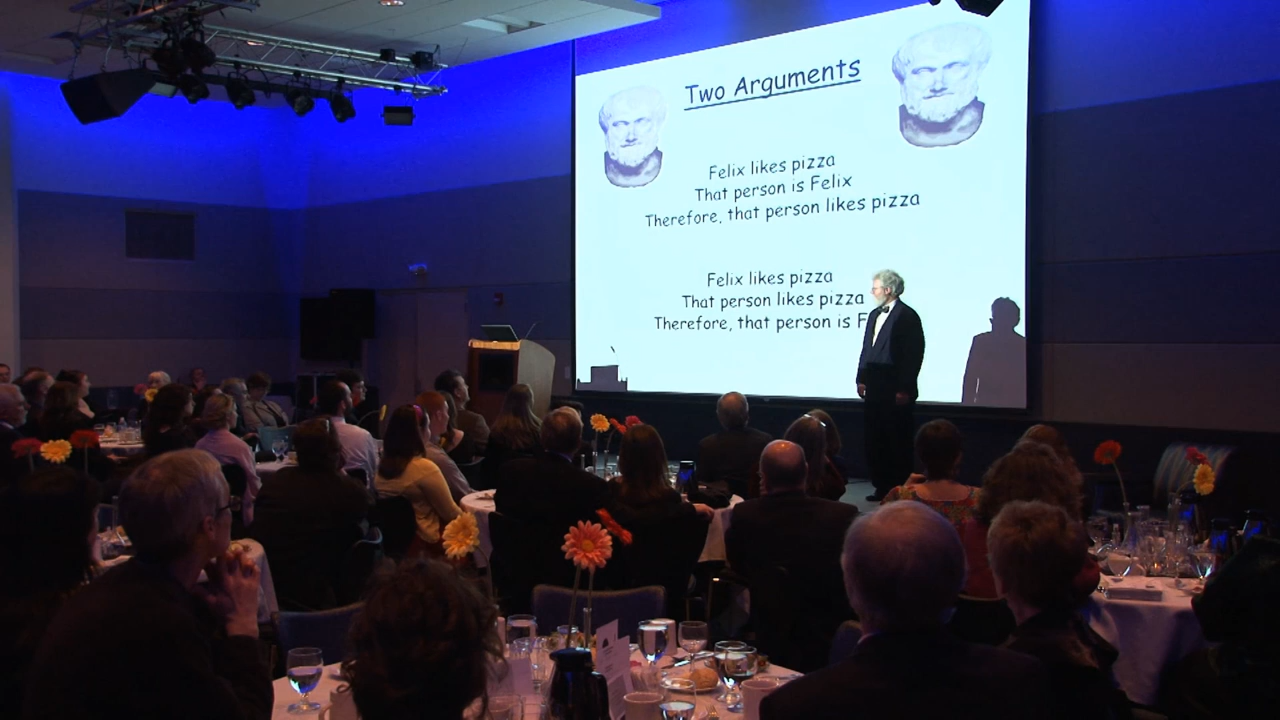 Two Arguments
Felix likes pizza
That person is Felix
Therefore, that person likes pizza
Felix likes pizza
That person likes pizza
Therefore, that person is F